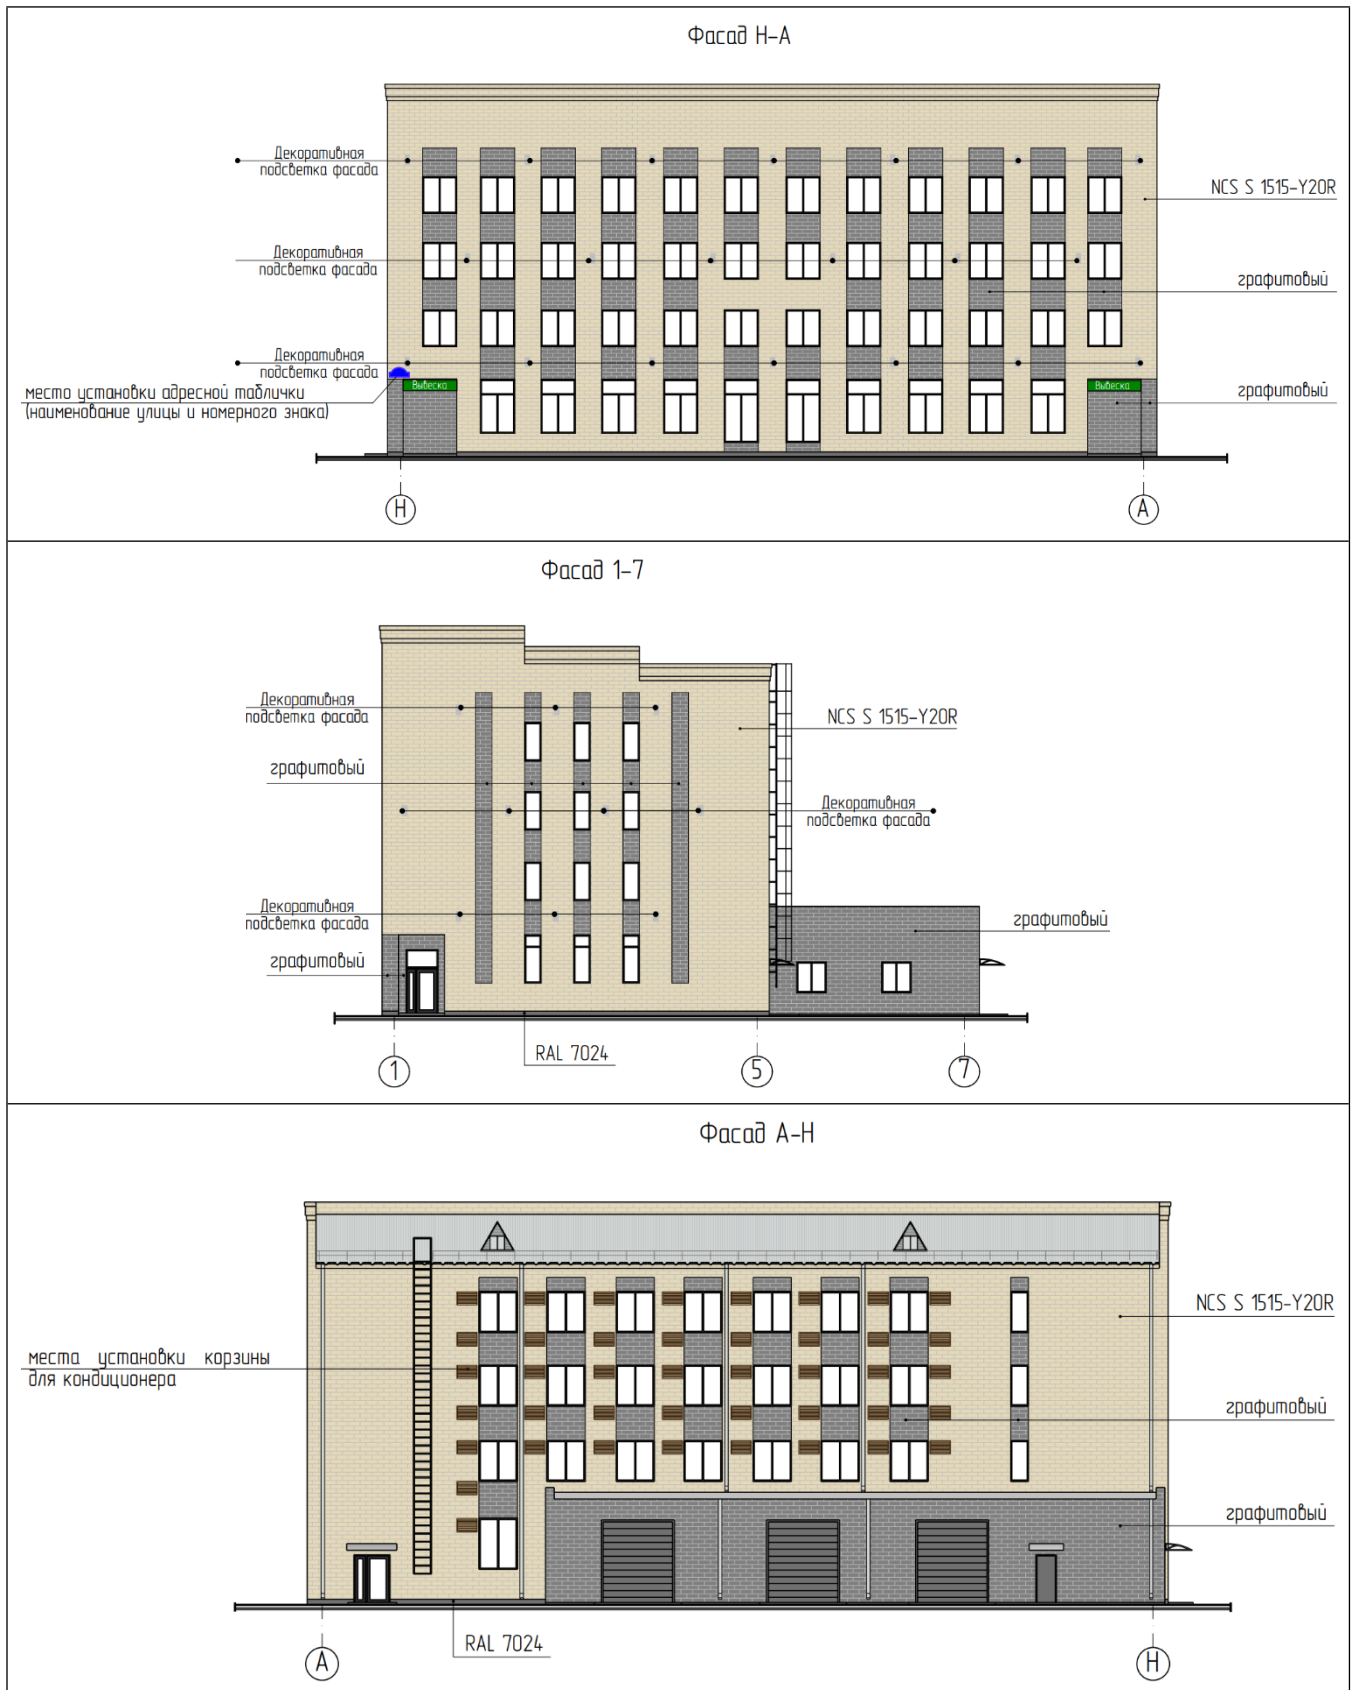 Фасад Н-А
Декоративная
подсветка фасада
NCS S 1515-Y20R
Декоративная
подсветка фасада
графитовый
Декоративная
подсветка фасада
место установки адресной таблички
(наименование улицы и номерного знака)
Вывеска
Вывеска
графитовый
Н
А
Фасад 1-7
Декоративная
подсветка фасада
NCS S 1515-Y20R
графитовый
Декоративная
подсветка фасада
Декоративная
подсветка фасада
графитовый
графитовый
RAL 7024
1
5
7
Фасад А-Н
NCS S 1515-Y20R
места установки корзины
для кондиционера
графитовый
графитовый
RAL 7024
А
Н